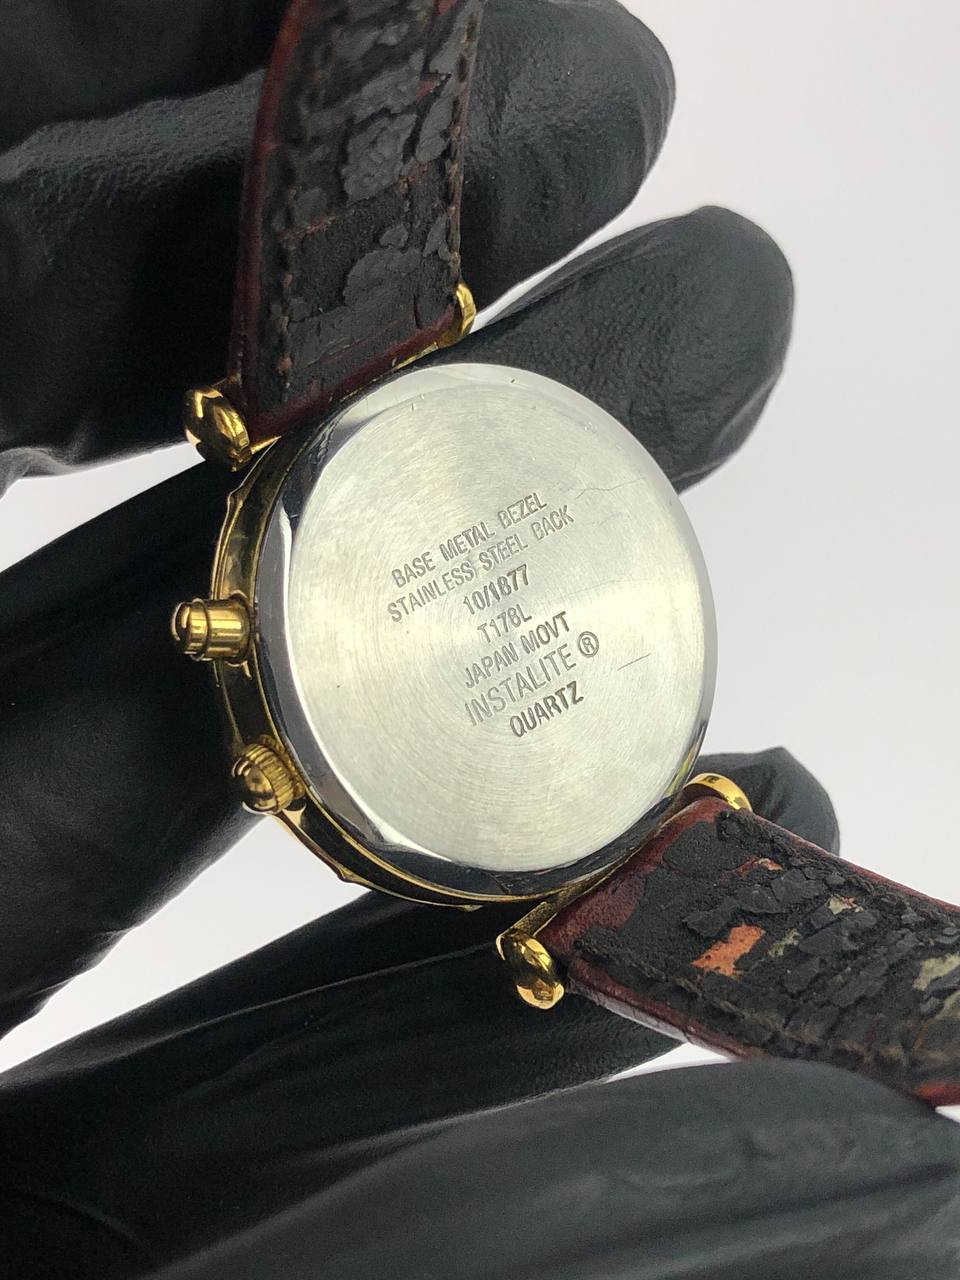 BASE METAL BEZEL
STAINLESS STEEL BACK
10/1877
T178L
JAPAN MOVT
INSTALITE ®
QUARTZ